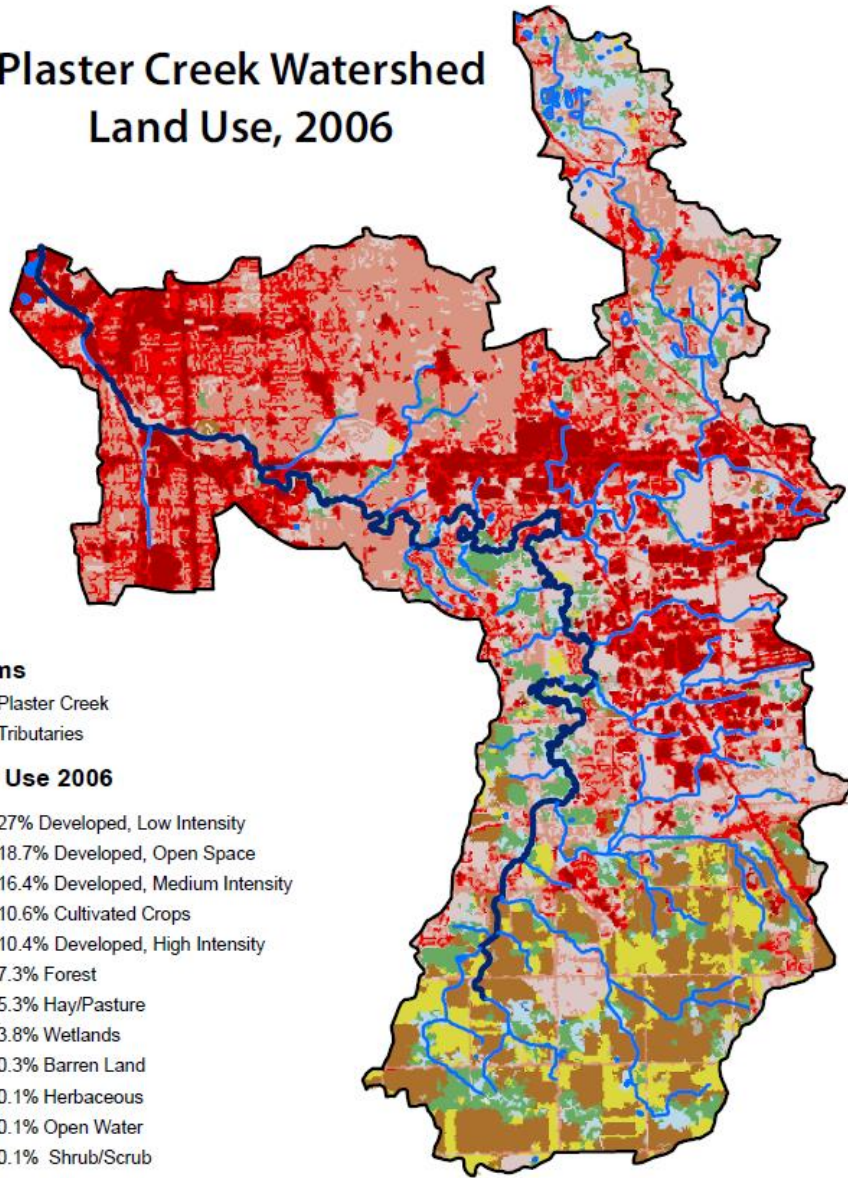 Plaster Creek Watershed
Land Use, 2006
ms
Plaster Creek
Tributaries
Use 2006
27% Developed, Low Intensity
18.7% Developed, Open Space
16.4% Developed, Medium Intensity
10.6% Cultivated Crops
10.4% Developed, High Intensity
7.3% Forest
5.3% Hay/Pasture
3.8% Wetlands
0.3% Barren Land
0.1% Herbaceous
0.1% Open Water
0.1% Shrub/Scrub